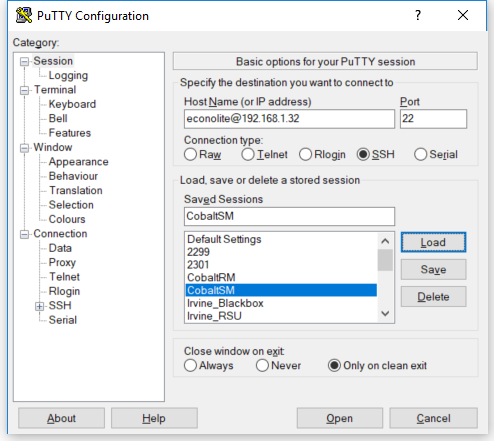 PuTTY Configuration
?
Category:
Session
Logging
Terminal
Keyboard
Bell
Features
Window
Appearance
Behaviour
Translation
Selection
Colours
Connection
Data
Proxy
Telnet
Rlogin
SSH
Serial
Basic options for your PuTTY session
Specify the destination you want to connect to
Host Name (or IP address) Port
econolite@192.168.1.32 22
Connection type:
Raw Telnet Rlogin SSH Serial
Load, save or delete a stored session
Saved Sessions
CobaltSM
Default Settings
2299
2301
CobaltRM
CobaltSM
Irvine_Blackbox
Irvine_RSU
Load
Save
Delete
Close window on exit:
Always Never Only on clean exit
About Help Open Cancel